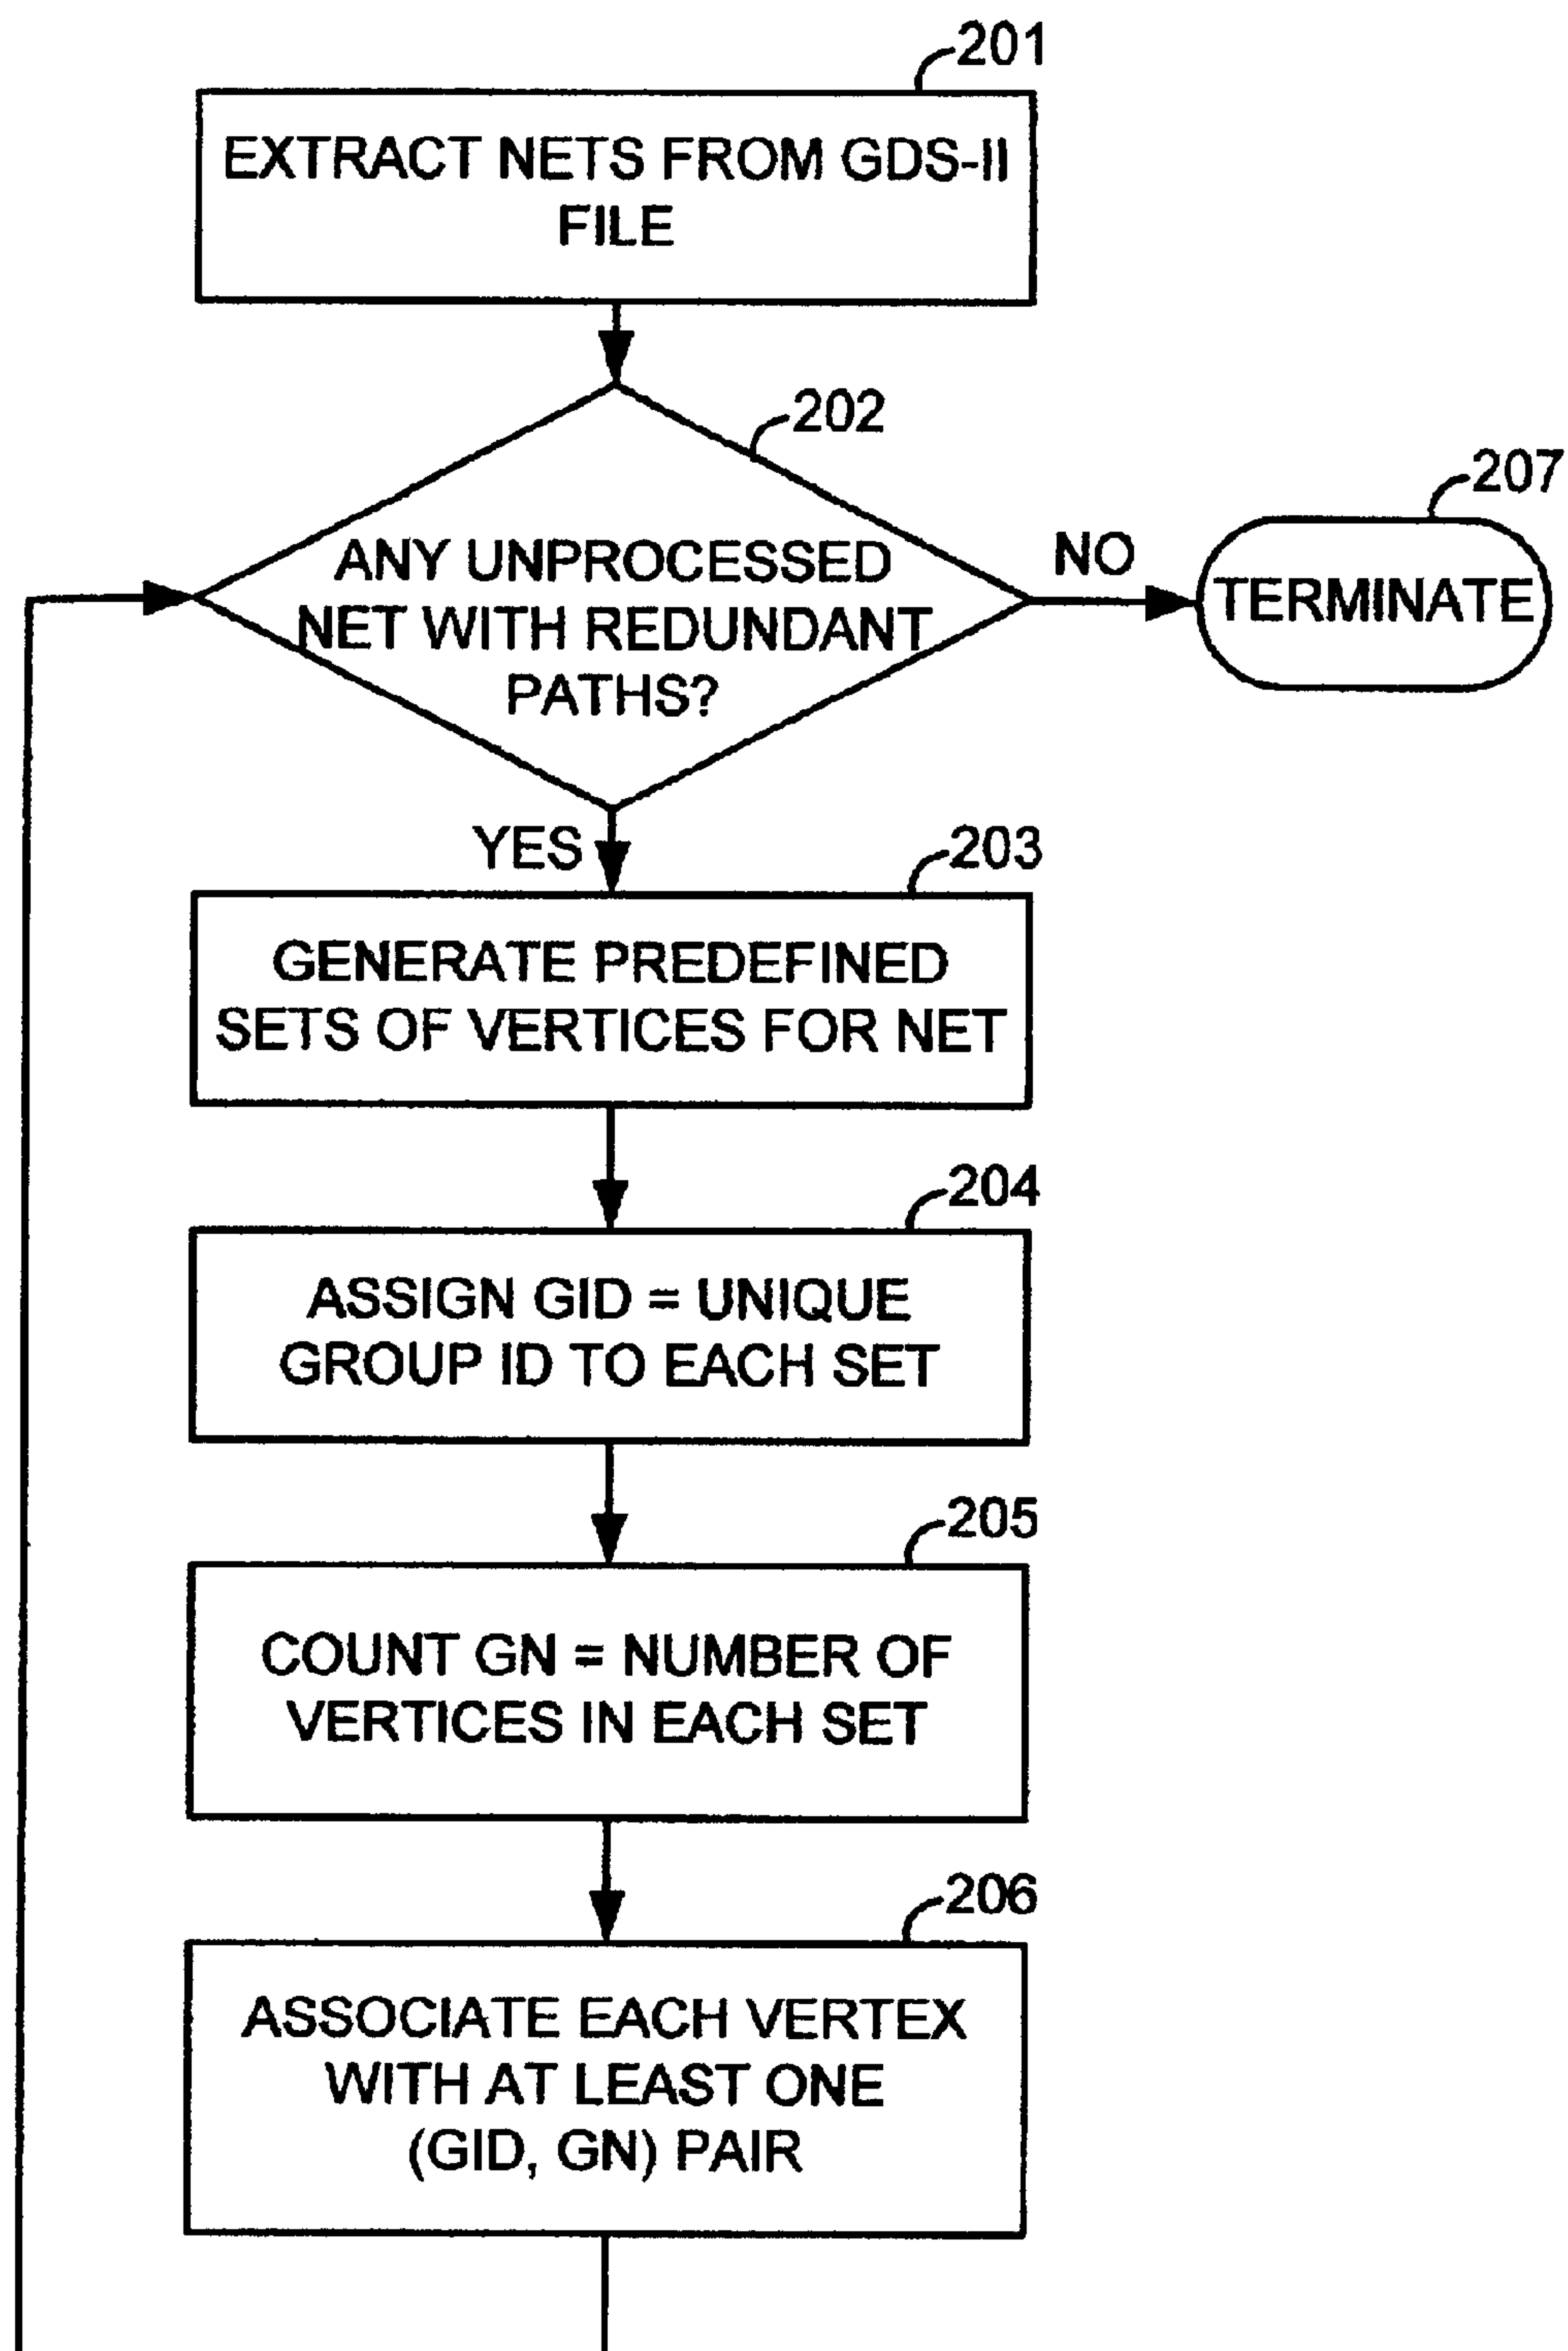 201
EXTRACT NETS FROM GDS-II
FILE
202
207
ANY UNPROCESSED
NET WITH REDUNDANT
PATHS?
NO
TERMINATE
YES
203
GENERATE PREDEFINED
SETS OF VERTICES FOR NET
204
ASSIGN GID = UNIQUE
GROUP ID TO EACH SET
205
COUNT GN = NUMBER OF
VERTICES IN EACH SET
206
ASSOCIATE EACH VERTEX
WITH AT LEAST ONE
(GID, GN) PAIR